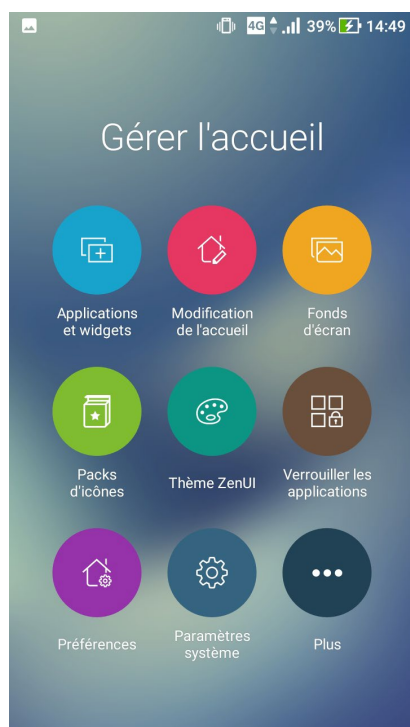 4G 39% 14:49
Gérer l'accueil
Applications
et widgets
Modification
de l'accueil
Fonds
d'écran
Packs
d'icônes
Thème ZenUI
Verrouiller les
applications
Préférences
Paramètres
système
Plus